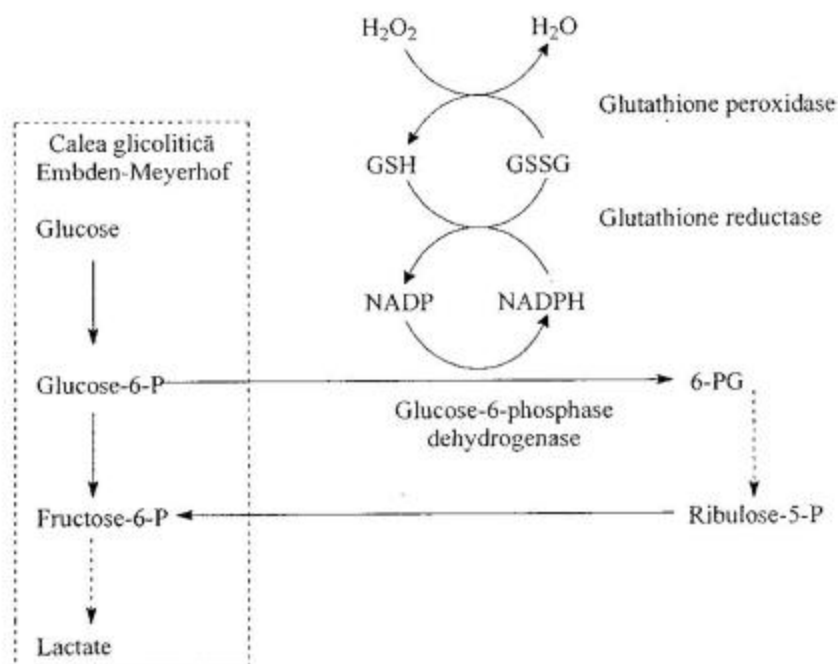 H2O2
H2O
Glutathione peroxidase
Calea glicolitică
Embden-Meyerhof
GSH
GSSG
Glutathione reductase
Glucose
NADP
NADPH
Glucose-6-P
6-PG
Glucose-6-phosphase
dehydrogenase
Fructose-6-P
Ribulose-5-P
Lactate